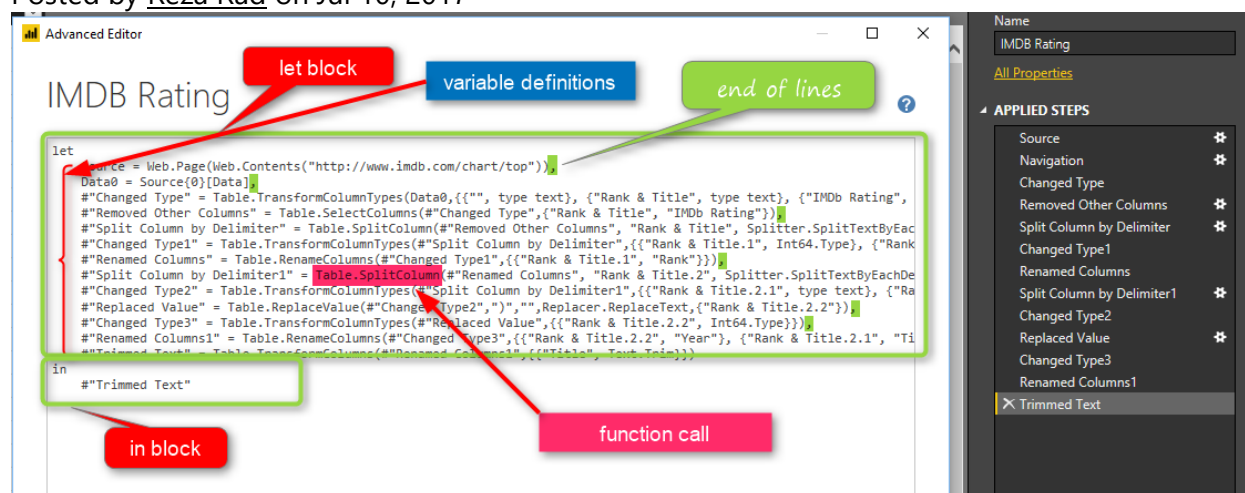 Posted by Reza Rad on Jul 10, 2017
Advanced Editor
IMDB Rating
let block
variable definitions
end of lines
let
Source = Web.Page(Web.Contents("http://www.imdb.com/chart/top")),
Data0 = Source{0}[Data],
#"Changed Type" = Table.TransformColumnTypes(Data0,{{"", type text}, {"Rank & Title", type text}, {"IMDb Rating",
#"Removed Other Columns" = Table.SelectColumns(#"Changed Type",{"Rank & Title", "IMDb Rating"}),
#"Split Column by Delimiter" = Table.SplitColumn(#"Removed Other Columns", "Rank & Title", Splitter.SplitTextByEac
#"Changed Type1" = Table.TransformColumnTypes(#"Split Column by Delimiter",{{"Rank & Title.1", Int64.Type}, {"Rank
#"Renamed Columns" = Table.RenameColumns(#"Changed Type1",{{"Rank & Title.1", "Rank"}}),
#"Split Column by Delimiter1" = Table.SplitColumn(#"Renamed Columns", "Rank & Title.2", Splitter.SplitTextByEachDe
#"Changed Type2" = Table.TransformColumnTypes(#"Split Column by Delimiter1",{{"Rank & Title.2.1", type text}, {"Ra
#"Replaced Value" = Table.ReplaceValue(#"Changed Type2",")","",Replacer.ReplaceText,{"Rank & Title.2.2"}),
#"Changed Type3" = Table.TransformColumnTypes(#"Replaced Value",{{"Rank & Title.2.2", Int64.Type}}),
#"Renamed Columns1" = Table.RenameColumns(#"Changed Type3",{{"Rank & Title.2.2", "Year"}, {"Rank & Title.2.1", "Ti
#"Trimmed Text" = Table.TransformColumns(#"Renamed Columns1",{{"Title", Text.Trim}})
in
#"Trimmed Text"
in block
function call
Name
IMDB Rating
All Properties
APPLIED STEPS
Source
Navigation
Changed Type
Removed Other Columns
Split Column by Delimiter
Changed Type1
Renamed Columns
Split Column by Delimiter1
Changed Type2
Replaced Value
Changed Type3
Renamed Columns1
Trimmed Text